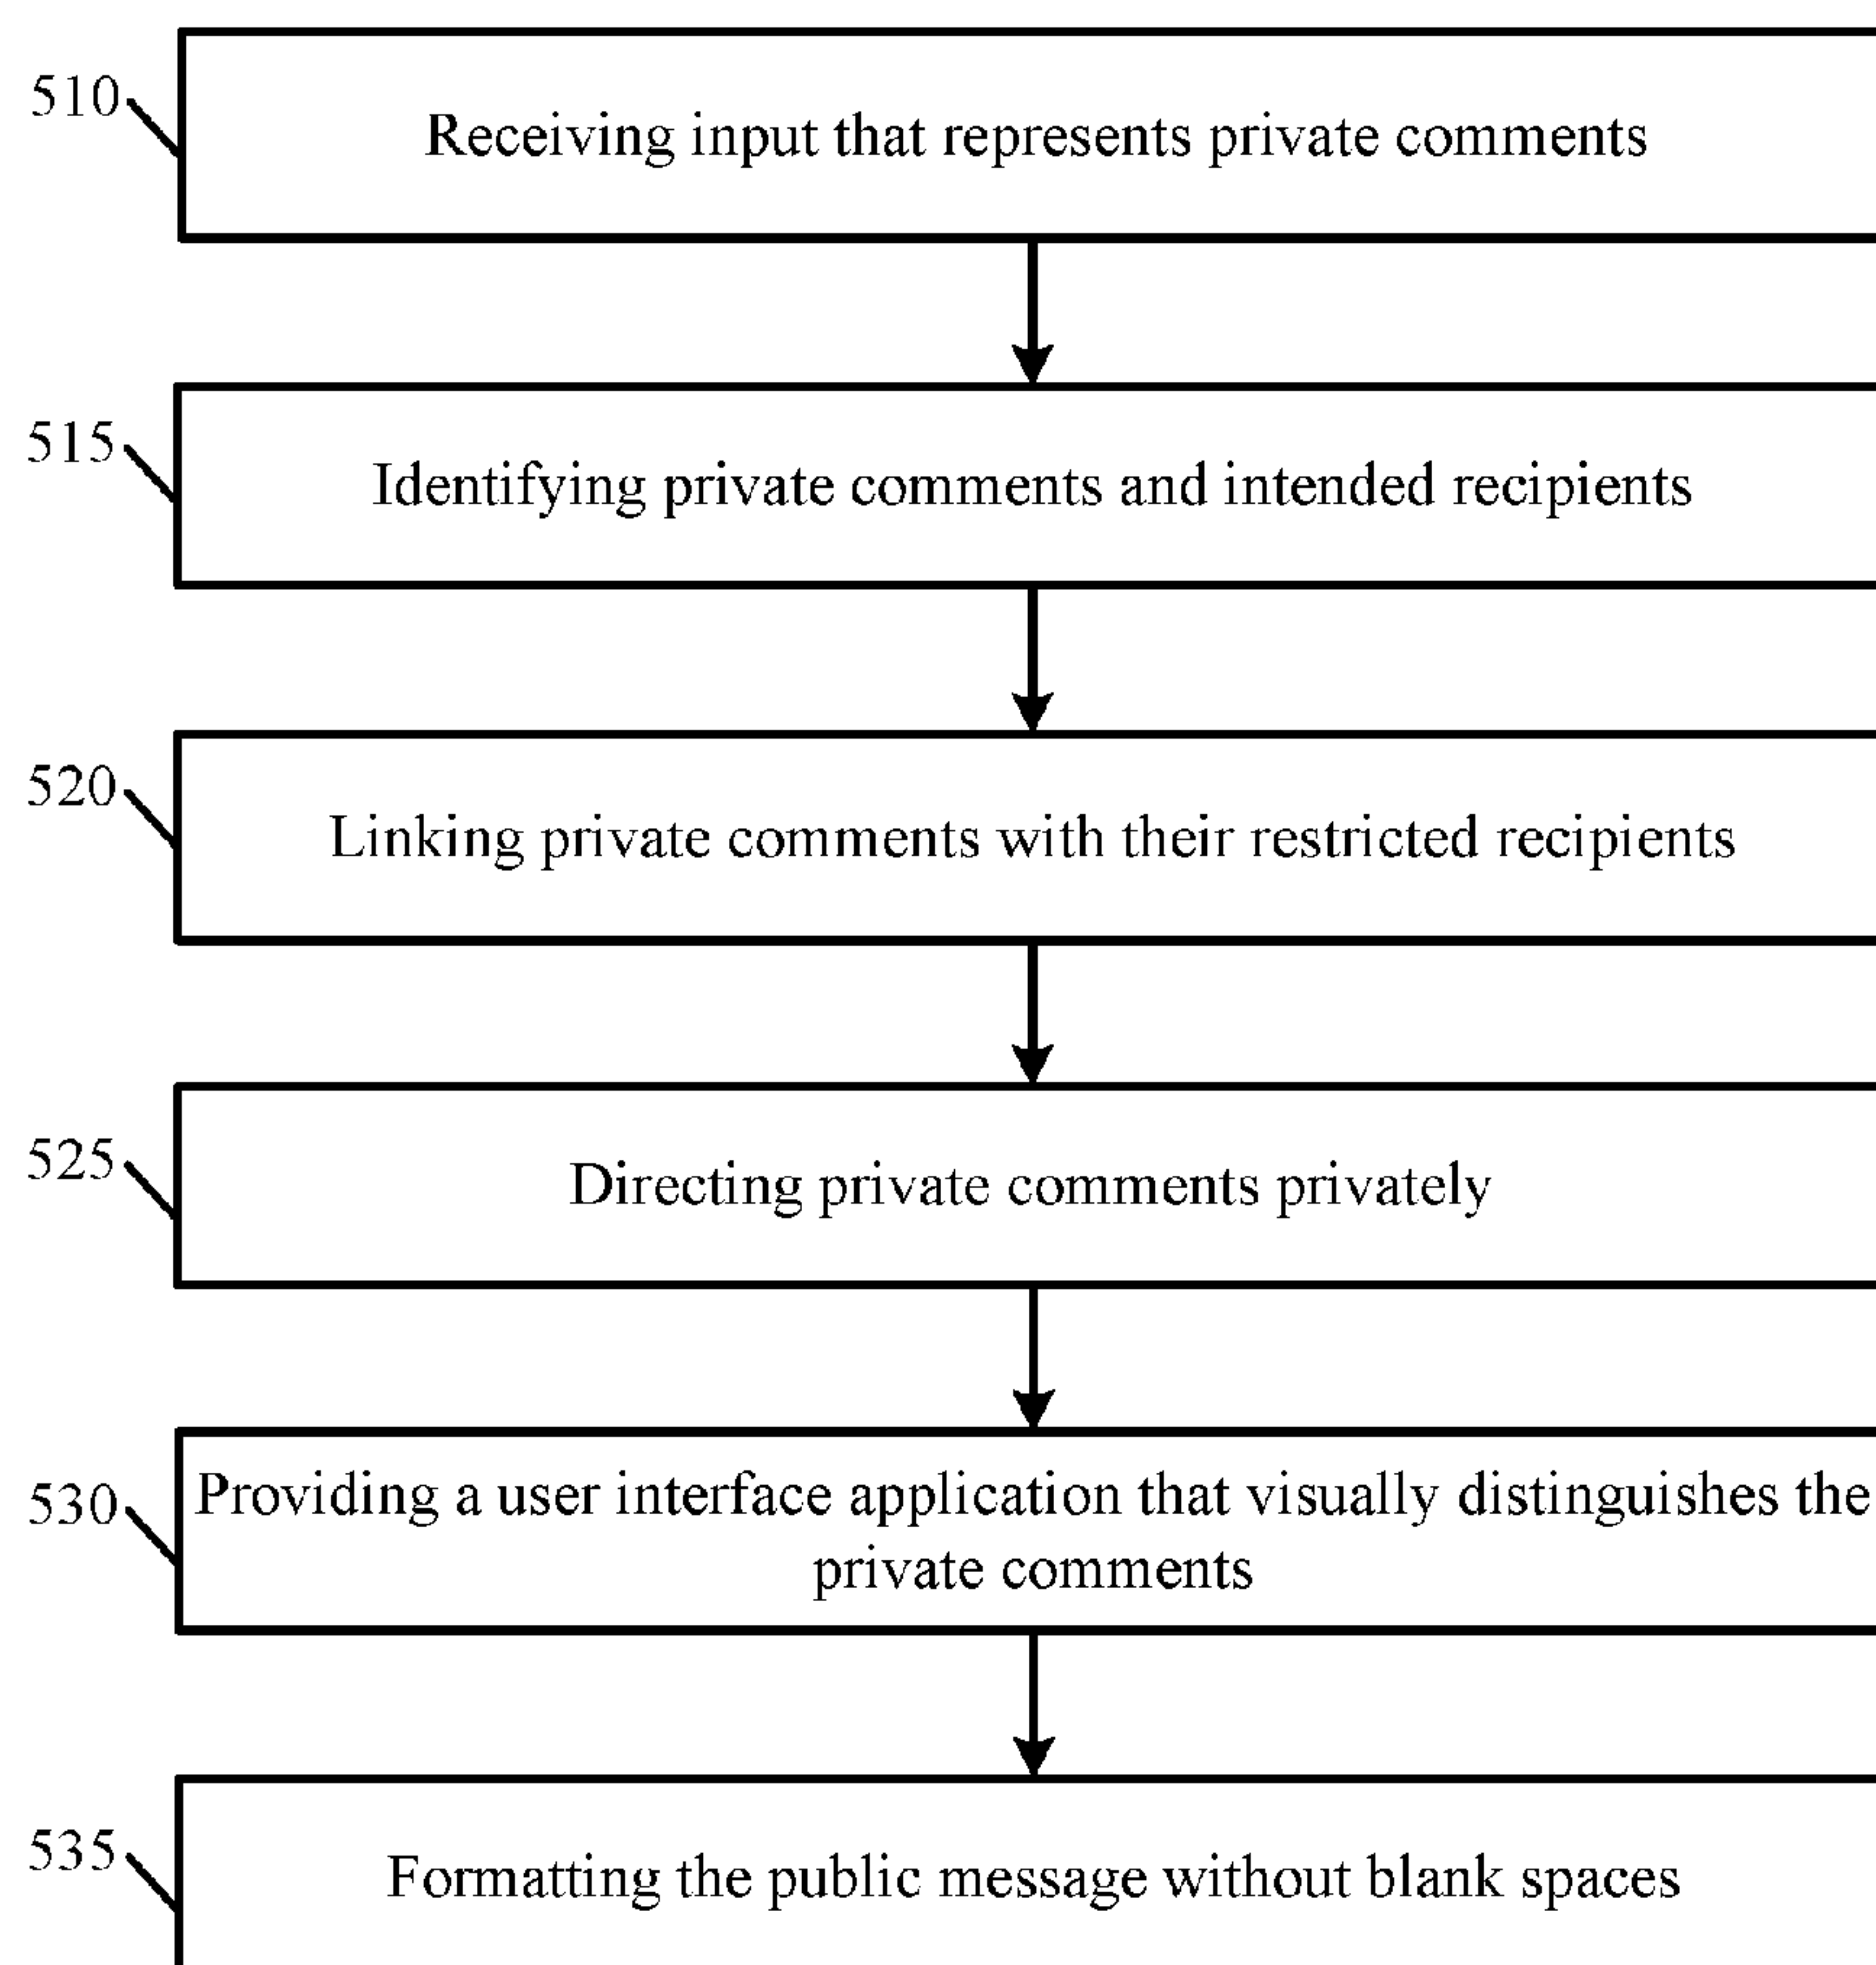 510
Receiving input that represents private comments
515
Identifying private comments and intended recipients
520
Linking private comments with their restricted recipients
525
Directing private comments privately
530
Providing a user interface application that visually distinguishes the
private comments
535
Formatting the public message without blank spaces